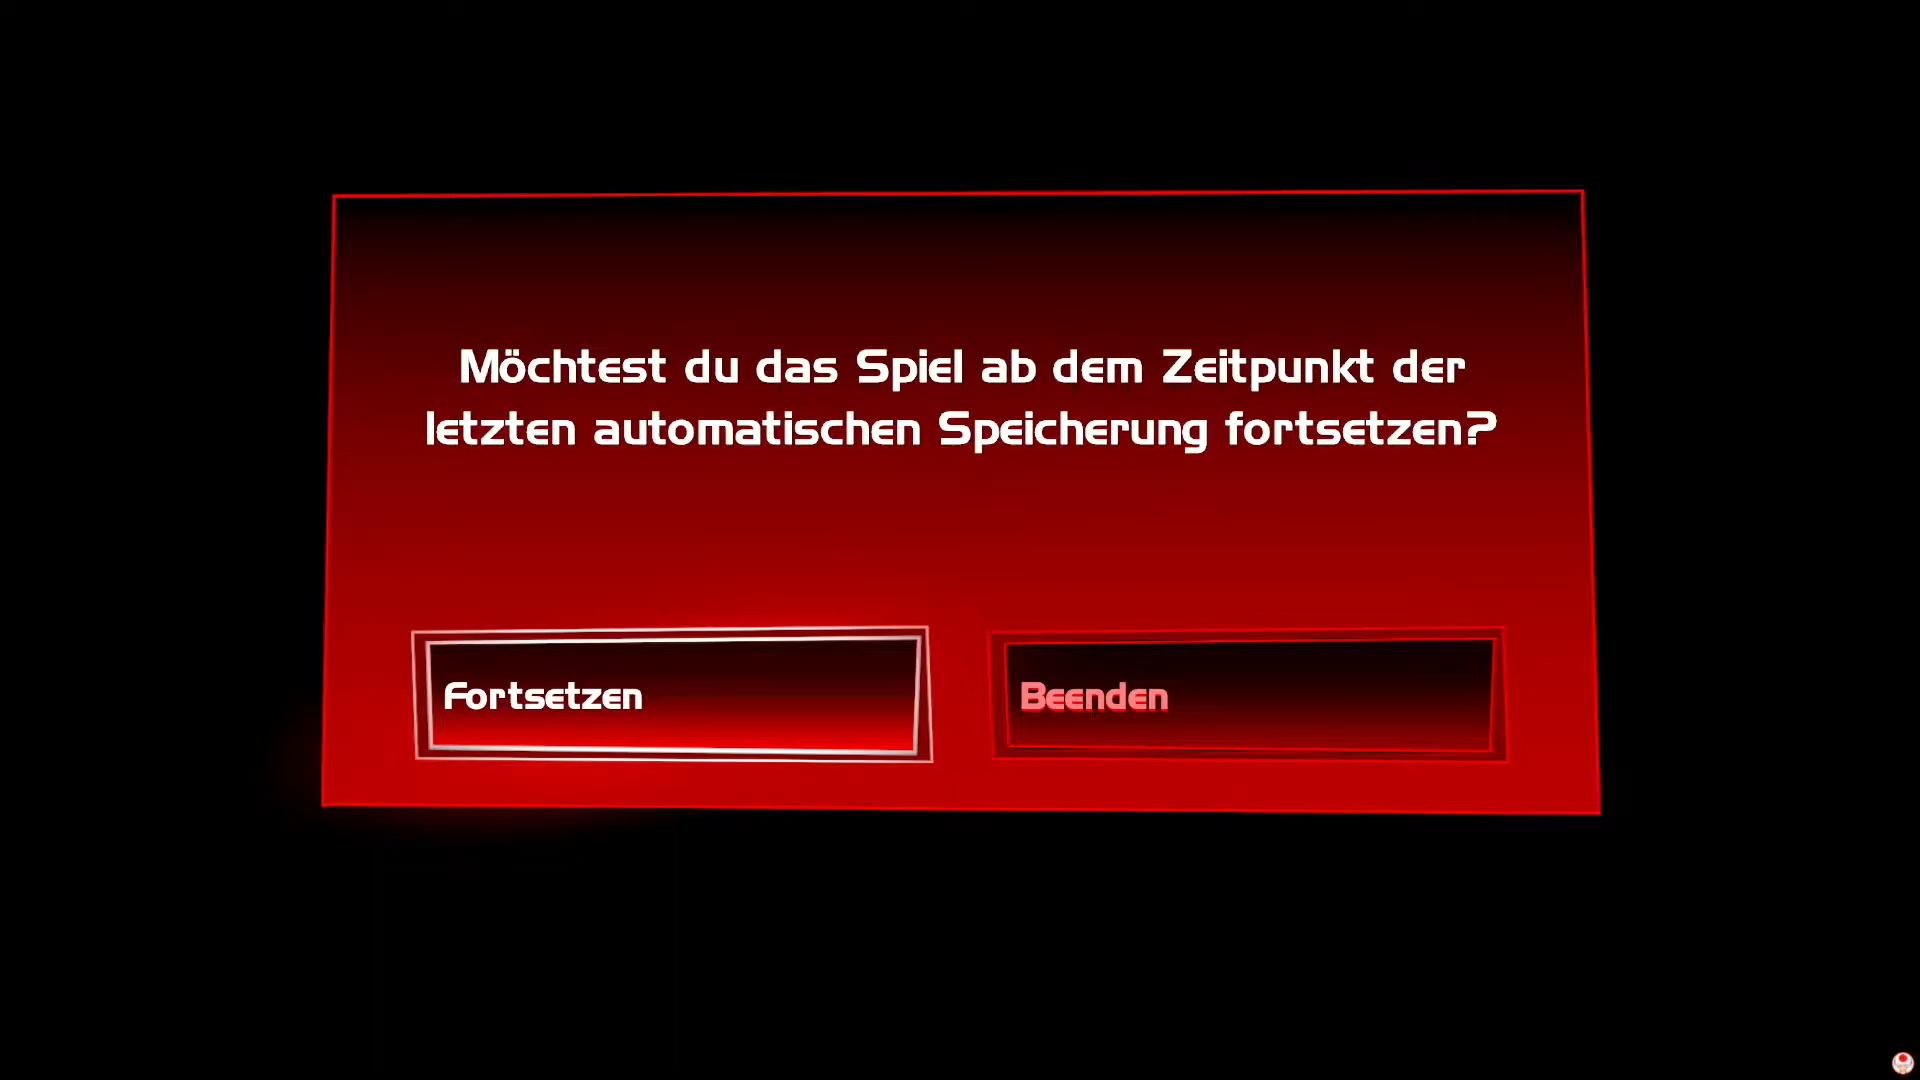 Möchtest du das Spiel ab dem Zeitpunkt der
letzten automatischen Speicherung fortsetzen?
Fortsetzen
Beenden